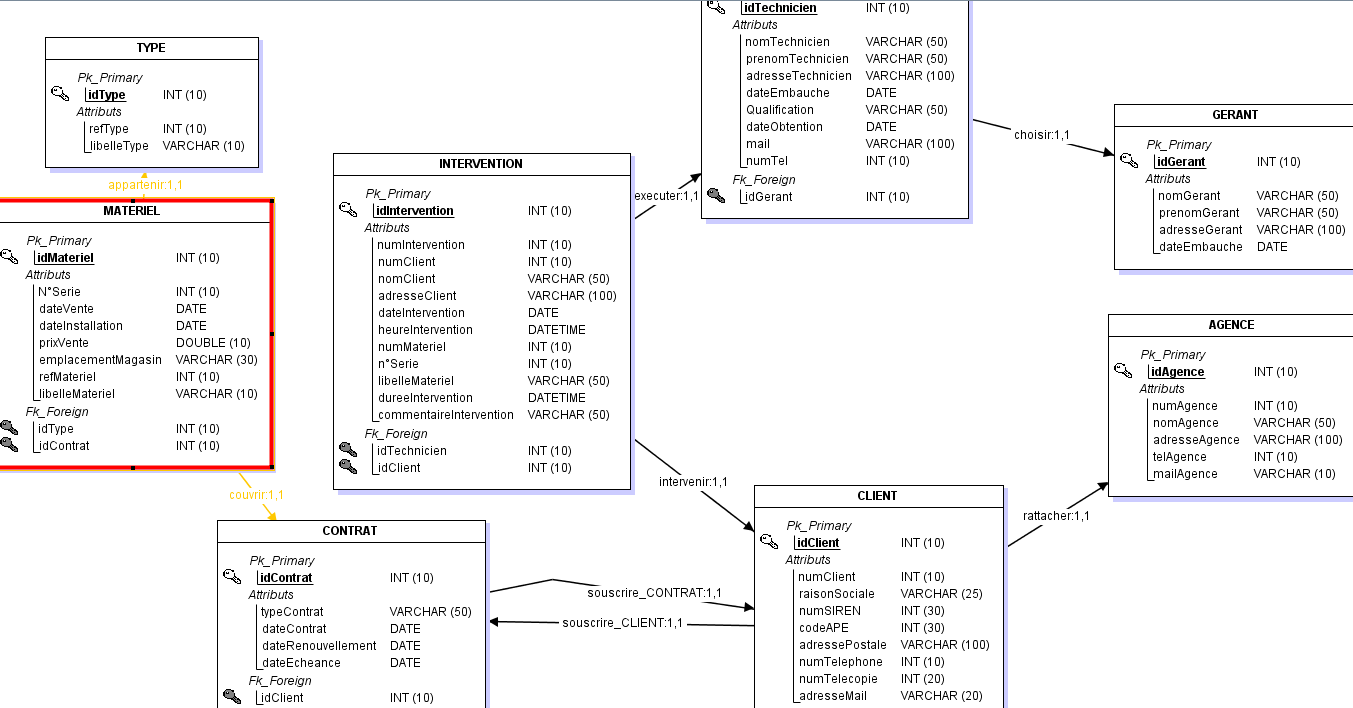 TYPE
Pk_Primary
idType INT (10)
Attributs
refType INT (10)
libelleType VARCHAR (10)
appartenir:1,1
MATERIEL
Pk_Primary
idMateriel INT (10)
Attributs
N°Serie INT (10)
dateVente DATE
dateInstallation DATE
prixVente DOUBLE (10)
emplacementMagasin VARCHAR (30)
refMateriel INT (10)
libelleMateriel VARCHAR (10)
Fk_Foreign
idType INT (10)
idContrat INT (10)
couvrir:1,1
INTERVENTION
Pk_Primary
idIntervention INT (10)
Attributs
numIntervention INT (10)
numClient INT (10)
nomClient VARCHAR (50)
adresseClient VARCHAR (100)
dateIntervention DATE
heureIntervention DATETIME
numMateriel INT (10)
n°Serie INT (10)
libelleMateriel VARCHAR (50)
dureeIntervention DATETIME
commentaireIntervention VARCHAR (50)
Fk_Foreign
idTechnicien INT (10)
idClient INT (10)
executer:1,1
idTechnicien INT (10)
Attributs
nomTechnicien VARCHAR (50)
prenomTechnicien VARCHAR (50)
adresseTechnicien VARCHAR (100)
dateEmbauche DATE
Qualification VARCHAR (50)
dateObtention DATE
mail VARCHAR (100)
numTel INT (10)
Fk_Foreign
idGerant INT (10)
choisir:1,1
GERANT
Pk_Primary
idGerant INT (10)
Attributs
nomGerant VARCHAR (50)
prenomGerant VARCHAR (50)
adresseGerant VARCHAR (100)
dateEmbauche DATE
AGENCE
Pk_Primary
idAgence INT (10)
Attributs
numAgence INT (10)
nomAgence VARCHAR (50)
adresseAgence VARCHAR (100)
telAgence INT (10)
mailAgence VARCHAR (10)
intervenir:1,1
rattacher:1,1
CONTRAT
Pk_Primary
idContrat INT (10)
Attributs
typeContrat VARCHAR (50)
dateContrat DATE
dateRenouvellement DATE
dateEcheance DATE
Fk_Foreign
idClient INT (10)
souscrire_CONTRAT:1,1
souscrire_CLIENT:1,1
CLIENT
Pk_Primary
idClient INT (10)
Attributs
numClient INT (10)
raisonSociale VARCHAR (25)
numSIREN INT (30)
codeAPE INT (30)
adressePostale VARCHAR (100)
numTelephone INT (10)
numTelecopie INT (20)
adresseMail VARCHAR (20)